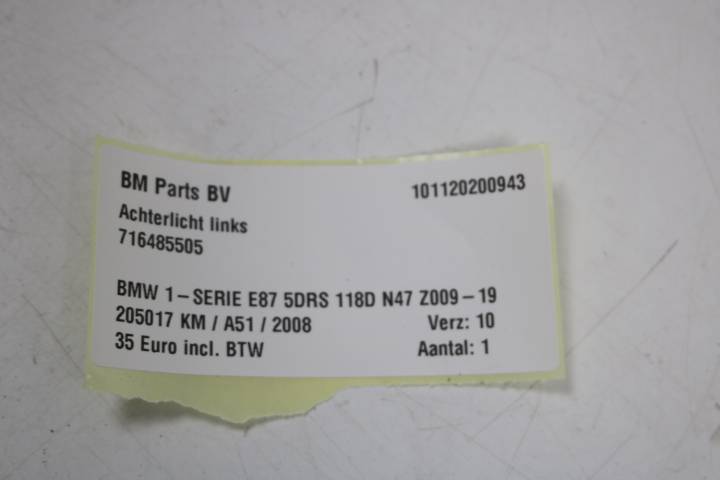 BM Parts BV 101120200943
Achterlicht links
716485505
BMW 1-SERIE E87 5DRS 118D N47 Z009-19
205017 KM / A51 / 2008 Verz: 10
35 Euro incl. BTW Aantal: 1